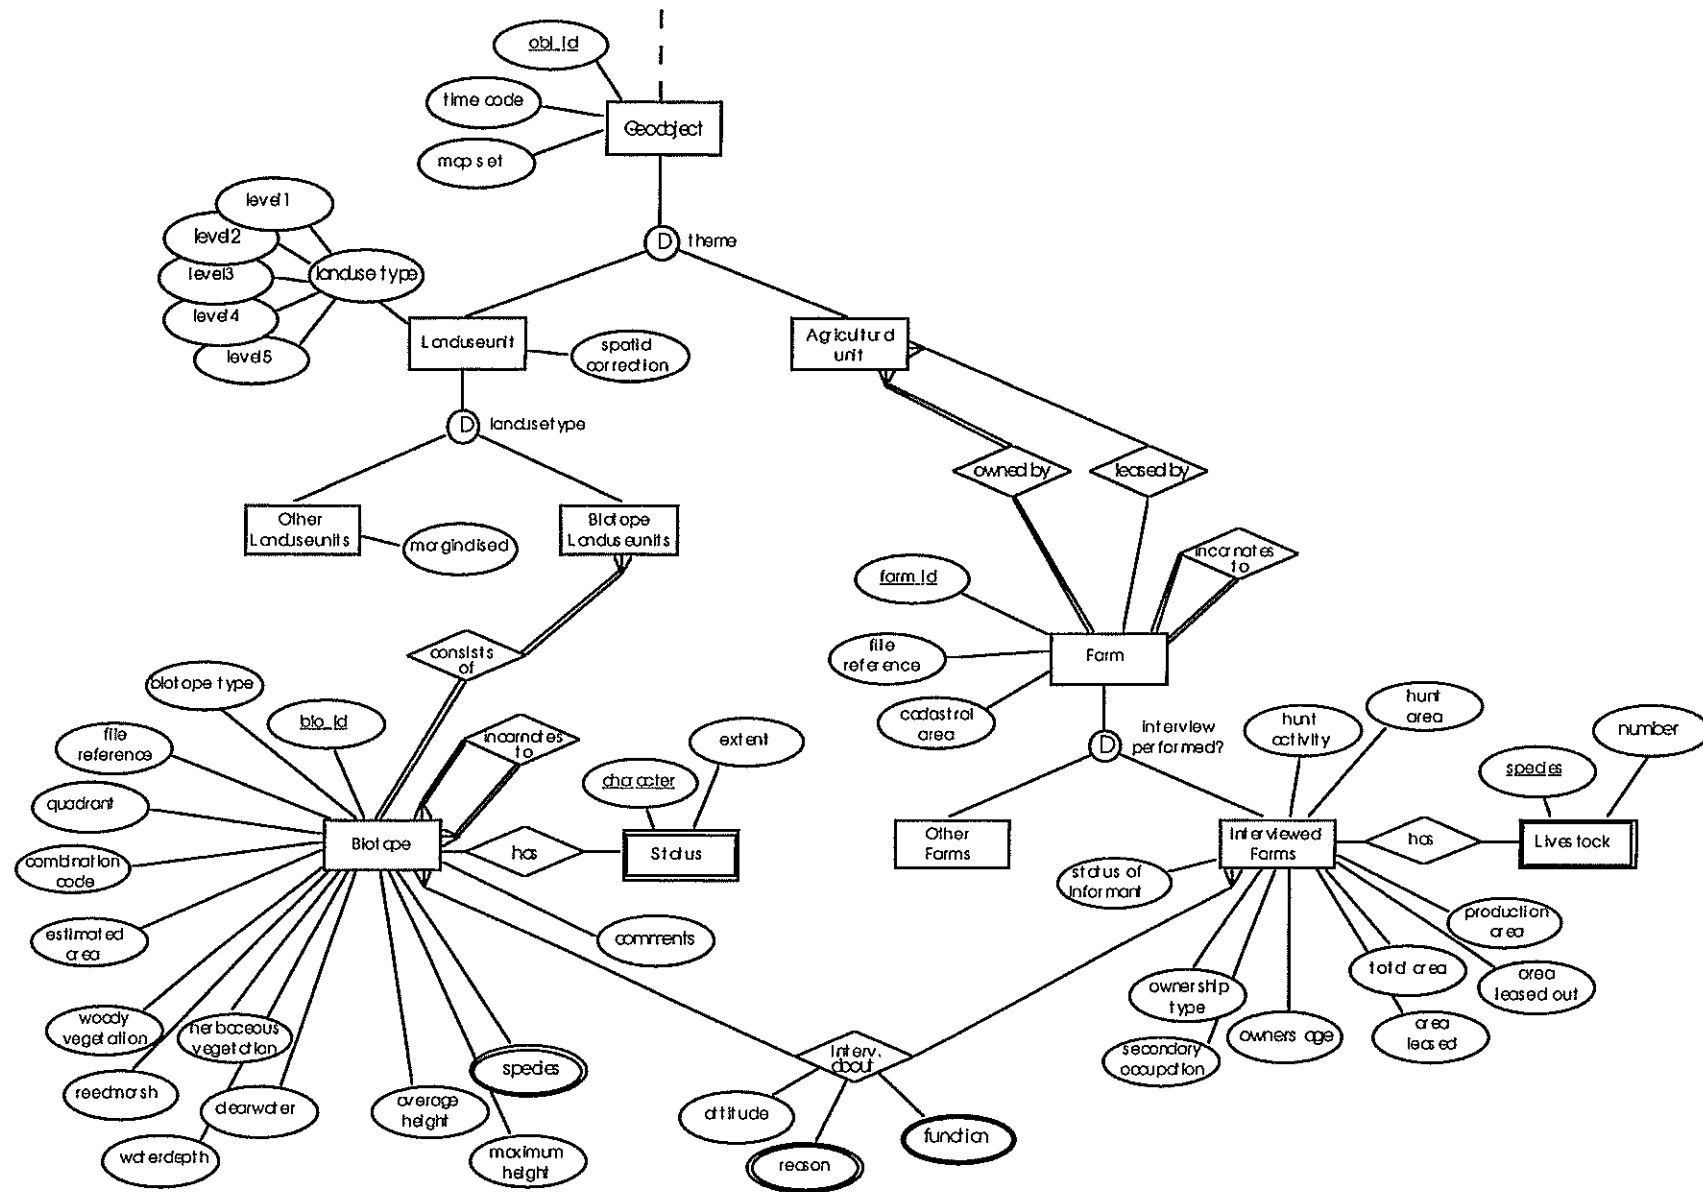 obj_id
time code
Geoobject
map set
theme
level1
level2
level3
level4
level5
landuse type
Landuseunit
spatial
correction
Agricultural
unit
landusetype
owned by
leased by
Other
Landuseunits
marginalised
Biotope
Landuseunits
incarnates
to
farm_id
file
reference
Farm
cadastral
area
consists
of
biotope type
bio_id
file
reference
incarnates
to
extent
character
quadrant
Biotope
has
Status
combination
code
estimated
area
comments
woody
vegetation
herbaceous
vegetation
reedmarsh
clearwater
waterdepth
average
height
species
maximum
height
interview
performed?
hunt
activity
hunt
area
number
species
Other
Farms
Interviewed
Farms
has
Livestock
status of
informant
production
area
total area
area
leased out
ownership
type
owners age
area
leased
secondary
occupation
Interv.
about
attitude
reason
function
D
D
D